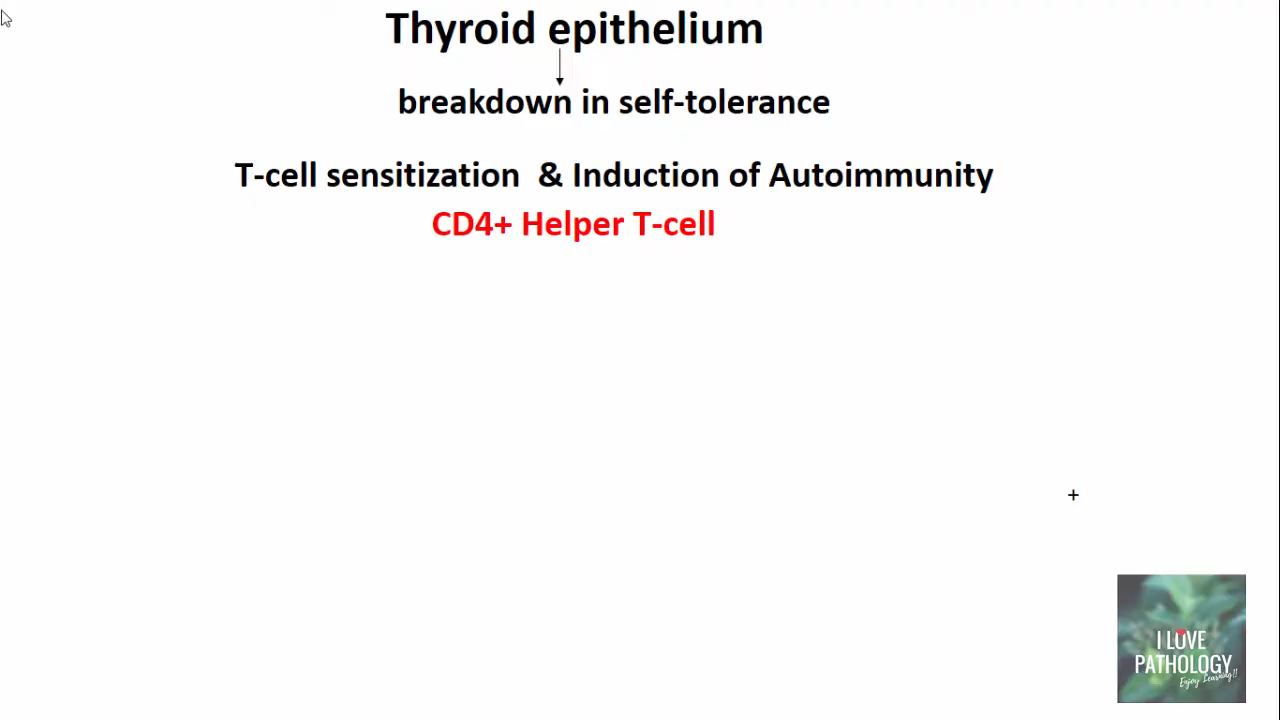 Thyroid epithelium
breakdown in self-tolerance
T-cell sensitization & Induction of Autoimmunity
CD4+ Helper T-cell
+
I LOVE
PATHOLOGY
Enjoy Learning!!